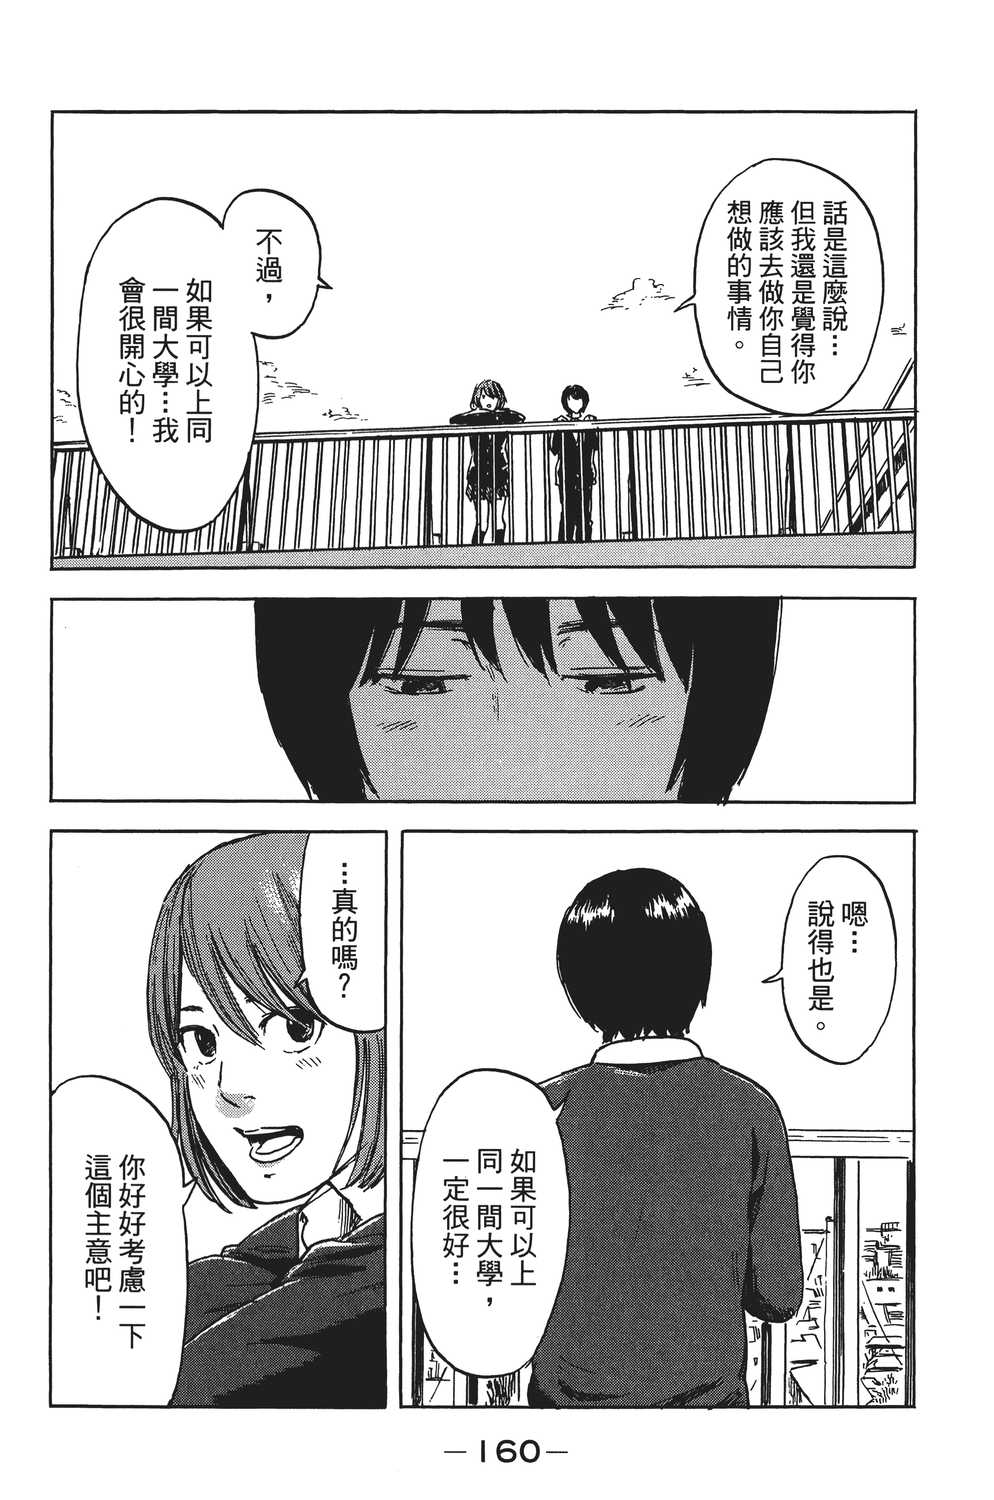 話是這麼說…
但我還是覺得你
應該去做你自己
想做的事情。
不過，
如果可以上同
一間大學…我
會很開心的！
嗯…
說得也是。
如果可以上
同一間大學，
一定很好…
…真的嗎？
你好好考慮一下
這個主意吧！
—160—